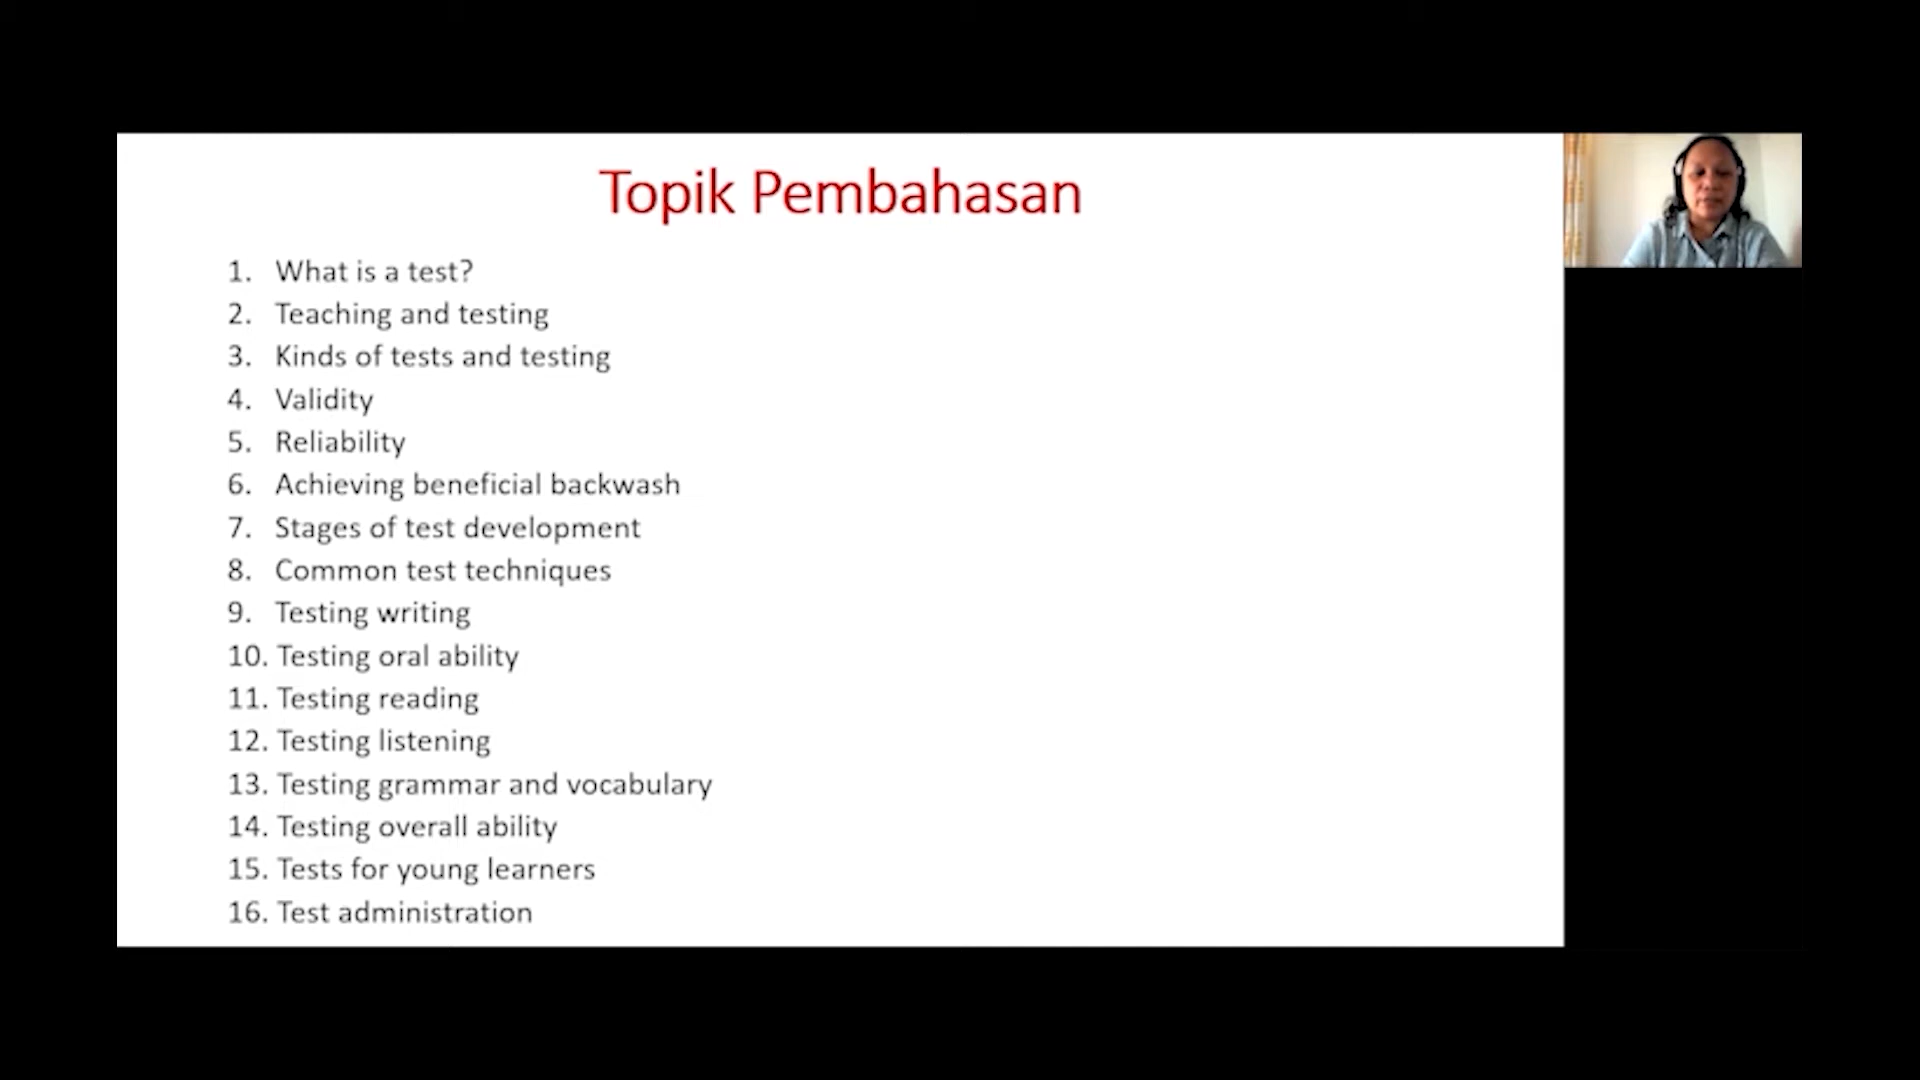 Topik Pembahasan
1. What is a test?
2. Teaching and testing
3. Kinds of tests and testing
4. Validity
5. Reliability
6. Achieving beneficial backwash
7. Stages of test development
8. Common test techniques
9. Testing writing
10. Testing oral ability
11. Testing reading
12. Testing listening
13. Testing grammar and vocabulary
14. Testing overall ability
15. Tests for young learners
16. Test administration